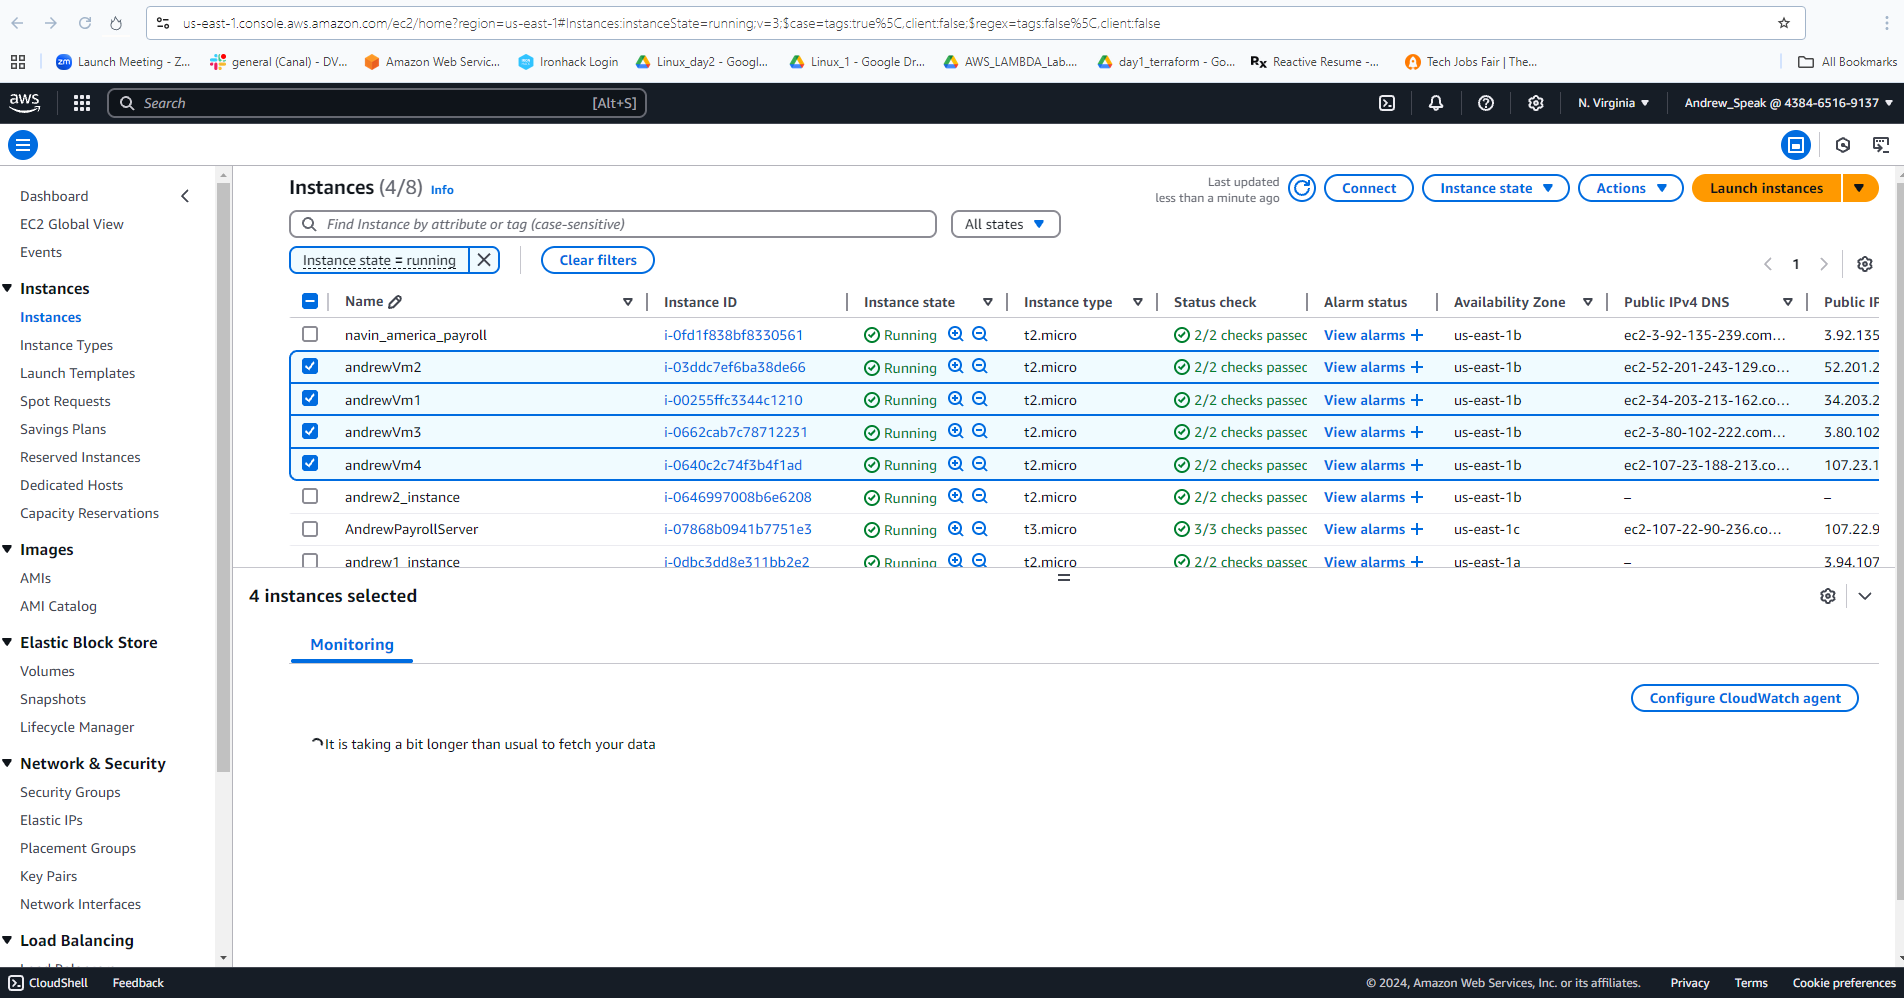 us-east-1.console.aws.amazon.com/ec2/home?region=us-east-1#Instances:instanceState=running;v=3;$case=tags:true%5C,client:false;$regex=tags:false%5C,client:false
Launch Meeting - Z... general (Canal) - DV... Amazon Web Servic... Ironhack Login Linux_day2 - Googl... Linux_1 - Google Dr... AWS_LAMBDA_Lab.... day1_terraform - Go... Rx Reactive Resume -... Tech Jobs Fair | The... All Bookmarks
aws Search [Alt+S] N. Virginia Andrew_Speak @ 4384-6516-9137
Dashboard
EC2 Global View
Events
Instances
Instances
Instance Types
Launch Templates
Spot Requests
Savings Plans
Reserved Instances
Dedicated Hosts
Capacity Reservations
Images
AMIs
AMI Catalog
Elastic Block Store
Volumes
Snapshots
Lifecycle Manager
Network & Security
Security Groups
Elastic IPs
Placement Groups
Key Pairs
Network Interfaces
Load Balancing
Instances (4/8) Info
Last updated
less than a minute ago
Connect Instance state Actions Launch instances
Find Instance by attribute or tag (case-sensitive) All states
Instance state = running Clear filters
1
Name Instance ID Instance state Instance type Status check Alarm status Availability Zone Public IPv4 DNS Public IP
navin_america_payroll i-0fd1f838bf8330561 Running t2.micro 2/2 checks passed View alarms + us-east-1b ec2-3-92-135-239.com... 3.92.135
andrewVm2 i-03ddc7ef6ba38de66 Running t2.micro 2/2 checks passed View alarms + us-east-1b ec2-52-201-243-129.co... 52.201.2
andrewVm1 i-00255ffc3344c1210 Running t2.micro 2/2 checks passed View alarms + us-east-1b ec2-34-203-213-162.co... 34.203.2
andrewVm3 i-0662cab7c78712231 Running t2.micro 2/2 checks passed View alarms + us-east-1b ec2-3-80-102-222.com... 3.80.102
andrewVm4 i-0640c2c74f3b4f1ad Running t2.micro 2/2 checks passed View alarms + us-east-1b ec2-107-23-188-213.co... 107.23.1
andrew2_instance i-0646997008b6e6208 Running t2.micro 2/2 checks passed View alarms + us-east-1b – –
AndrewPayrollServer i-07868b0941b7751e3 Running t3.micro 3/3 checks passed View alarms + us-east-1c ec2-107-22-90-236.co... 107.22.9
andrew1_instance i-0dbc3dd8e311bb2e2 Running t2.micro 2/2 checks passed View alarms + us-east-1a – 3.94.107
4 instances selected
Monitoring
Configure CloudWatch agent
It is taking a bit longer than usual to fetch your data
CloudShell Feedback © 2024, Amazon Web Services, Inc. or its affiliates. Privacy Terms Cookie preferences